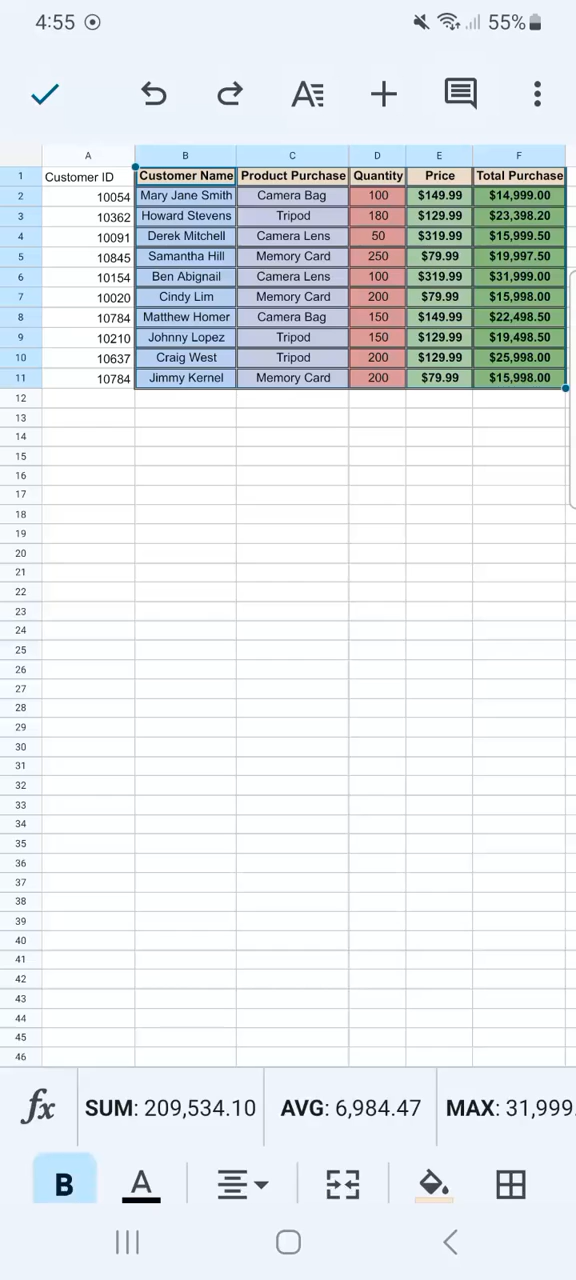 4:55 55%
A
A B C D E F
1 Customer ID Customer Name Product Purchase Quantity Price Total Purchase
2 10054 Mary Jane Smith Camera Bag 100 $149.99 $14,999.00
3 10362 Howard Stevens Tripod 180 $129.99 $23,398.20
4 10091 Derek Mitchell Camera Lens 50 $319.99 $15,999.50
5 10845 Samantha Hill Memory Card 250 $79.99 $19,997.50
6 10154 Ben Abignail Camera Lens 100 $319.99 $31,999.00
7 10020 Cindy Lim Memory Card 200 $79.99 $15,998.00
8 10784 Matthew Homer Camera Bag 150 $149.99 $22,498.50
9 10210 Johnny Lopez Tripod 150 $129.99 $19,498.50
10 10637 Craig West Tripod 200 $129.99 $25,998.00
11 10784 Jimmy Kernel Memory Card 200 $79.99 $15,998.00
12
13
14
15
16
17
18
19
20
21
22
23
24
25
26
27
28
29
30
31
32
33
34
35
36
37
38
39
40
41
42
43
44
45
46
fx SUM: 209,534.10 AVG: 6,984.47 MAX: 31,999.
B A